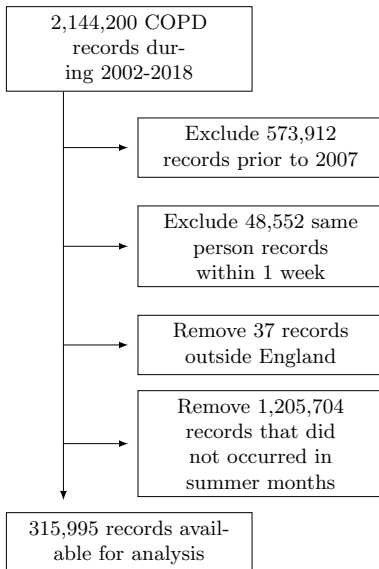 2,144,200 COPD
records dur-
ing 2002-2018
Exclude 573,912
records prior to 2007
Exclude 48,552 same
person records
within 1 week
Remove 37 records
outside England
Remove 1,205,704
records that did
not occurred in
summer months
315,995 records avail-
able for analysis